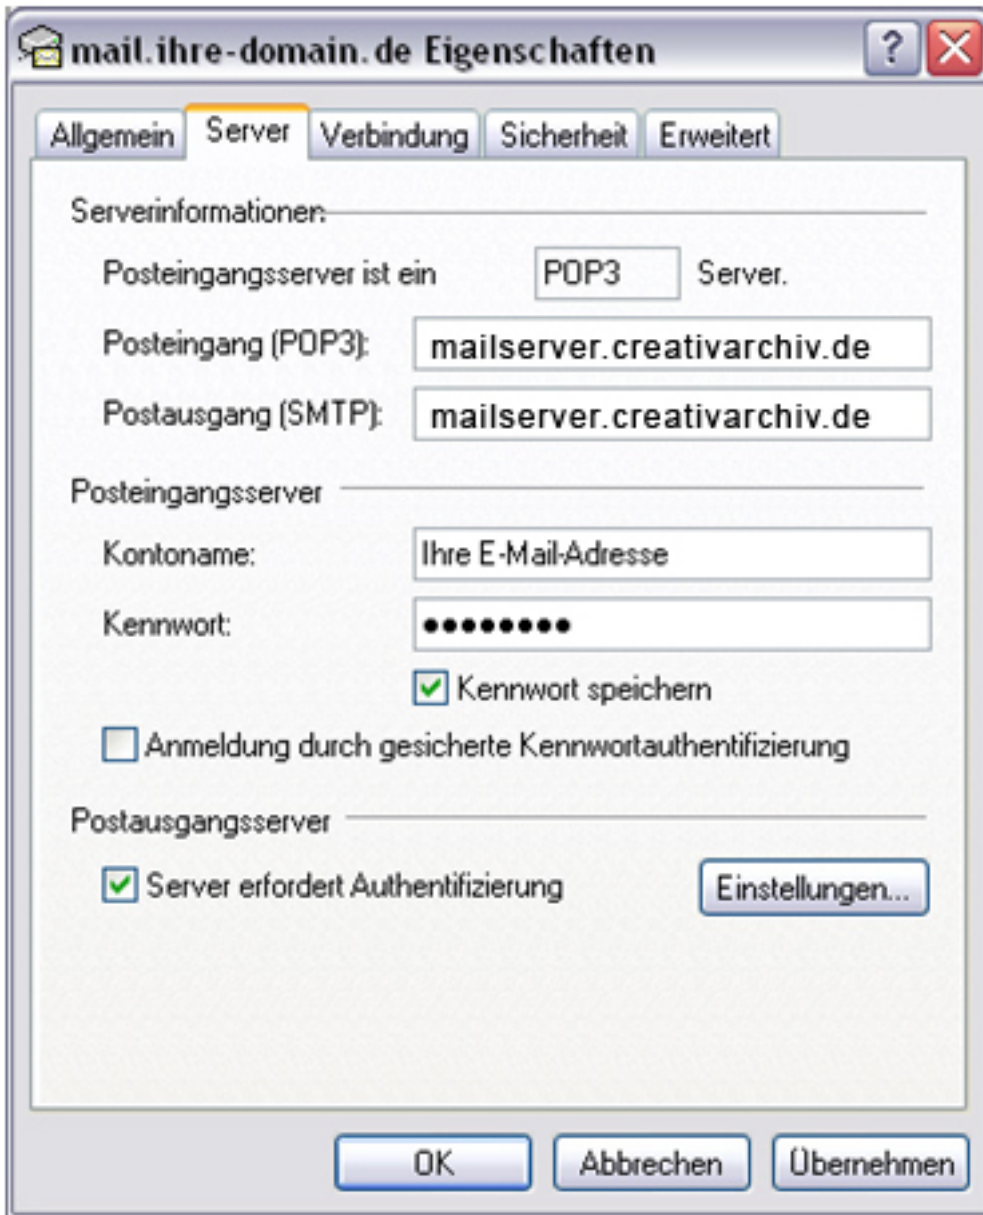 mail.ihre-domain.de Eigenschaften
Allgemein Server Verbindung Sicherheit Erweitert
Serverinformationen:
Posteingangsserver ist ein POP3 Server.
Posteingang (POP3): mailserver.creativarchiv.de
Postausgang (SMTP): mailserver.creativarchiv.de
Posteingangsserver
Kontoname: Ihre E-Mail-Adresse
Kennwort: ●●●●●●●●
Kennwort speichern
Anmeldung durch gesicherte Kennwortauthentifizierung
Postausgangsserver
Server erfordert Authentifizierung Einstellungen...
OK Abbrechen Übernehmen